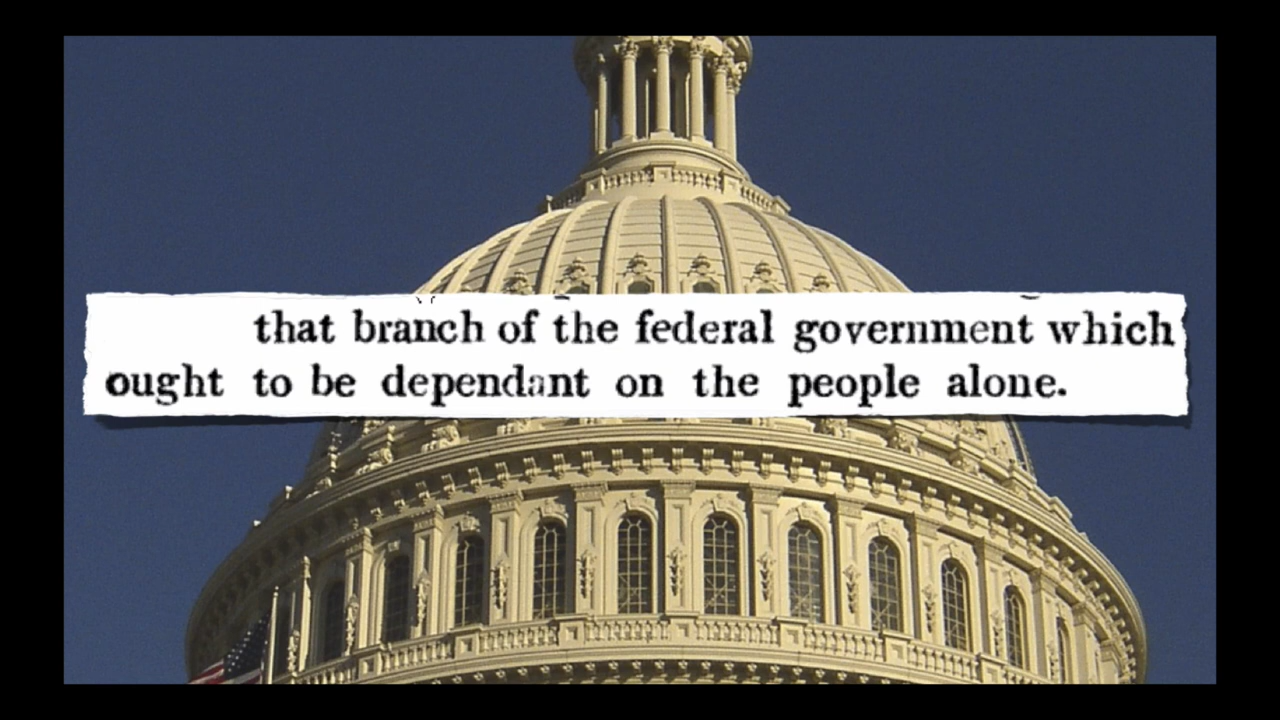 that branch of the federal government which
ought to be dependant on the people alone.